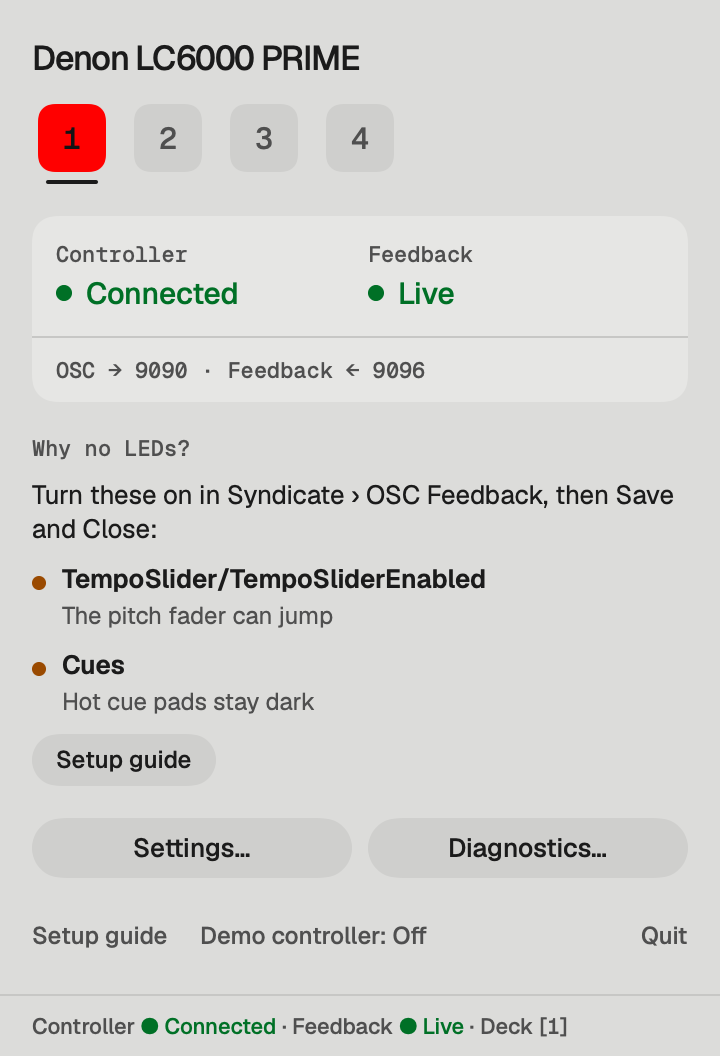 Denon LC6000 PRIME
1 2 3 4
Controller Feedback
Connected Live
OSC → 9090 · Feedback ← 9096
Why no LEDs?
Turn these on in Syndicate › OSC Feedback, then Save
and Close:
TempoSlider/TempoSliderEnabled
The pitch fader can jump
Cues
Hot cue pads stay dark
Setup guide
Settings... Diagnostics...
Setup guide Demo controller: Off Quit
Controller ● Connected · Feedback ● Live · Deck [1]